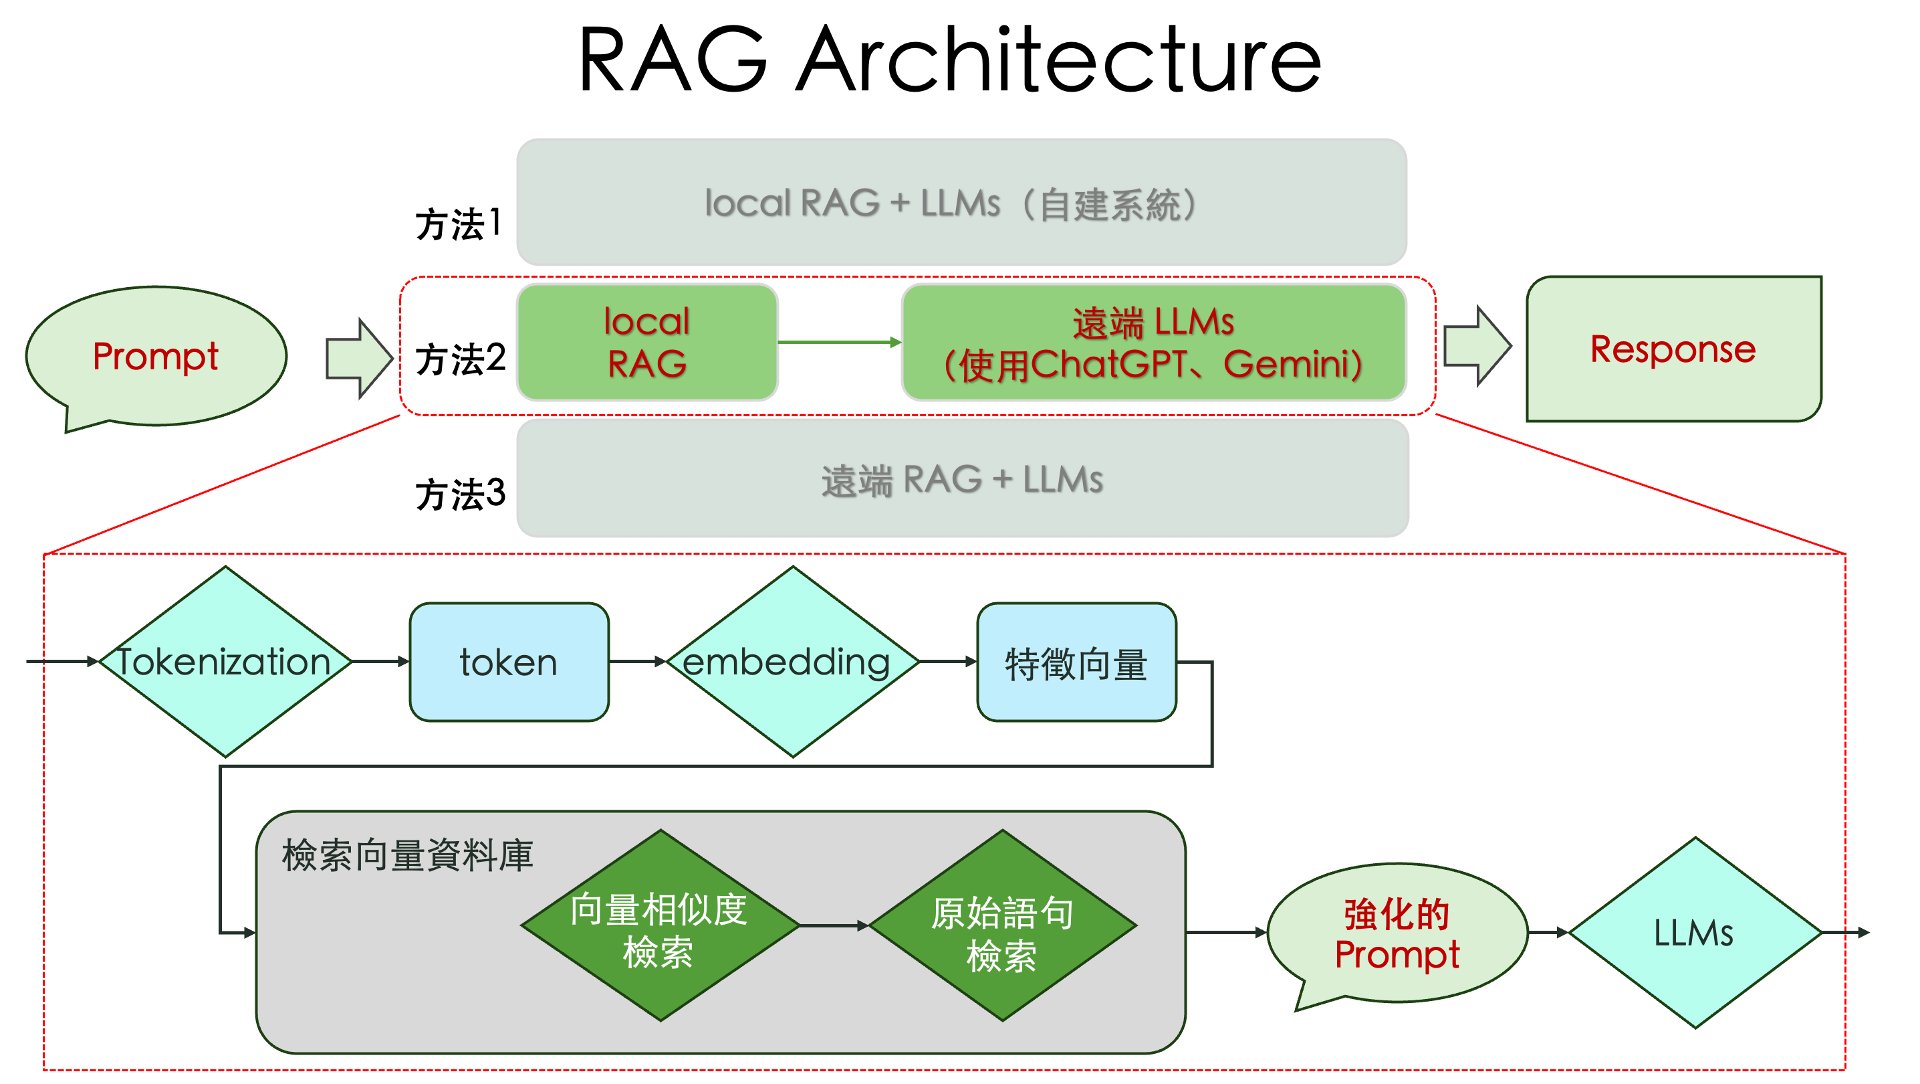 RAG Architecture
方法1
local RAG + LLMs（自建系統）
Prompt
方法2
local
RAG
遠端 LLMs
（使用ChatGPT、Gemini）
Response
方法3
遠端 RAG + LLMs
Tokenization
token
embedding
特徵向量
檢索向量資料庫
向量相似度
檢索
原始語句
檢索
強化的
Prompt
LLMs